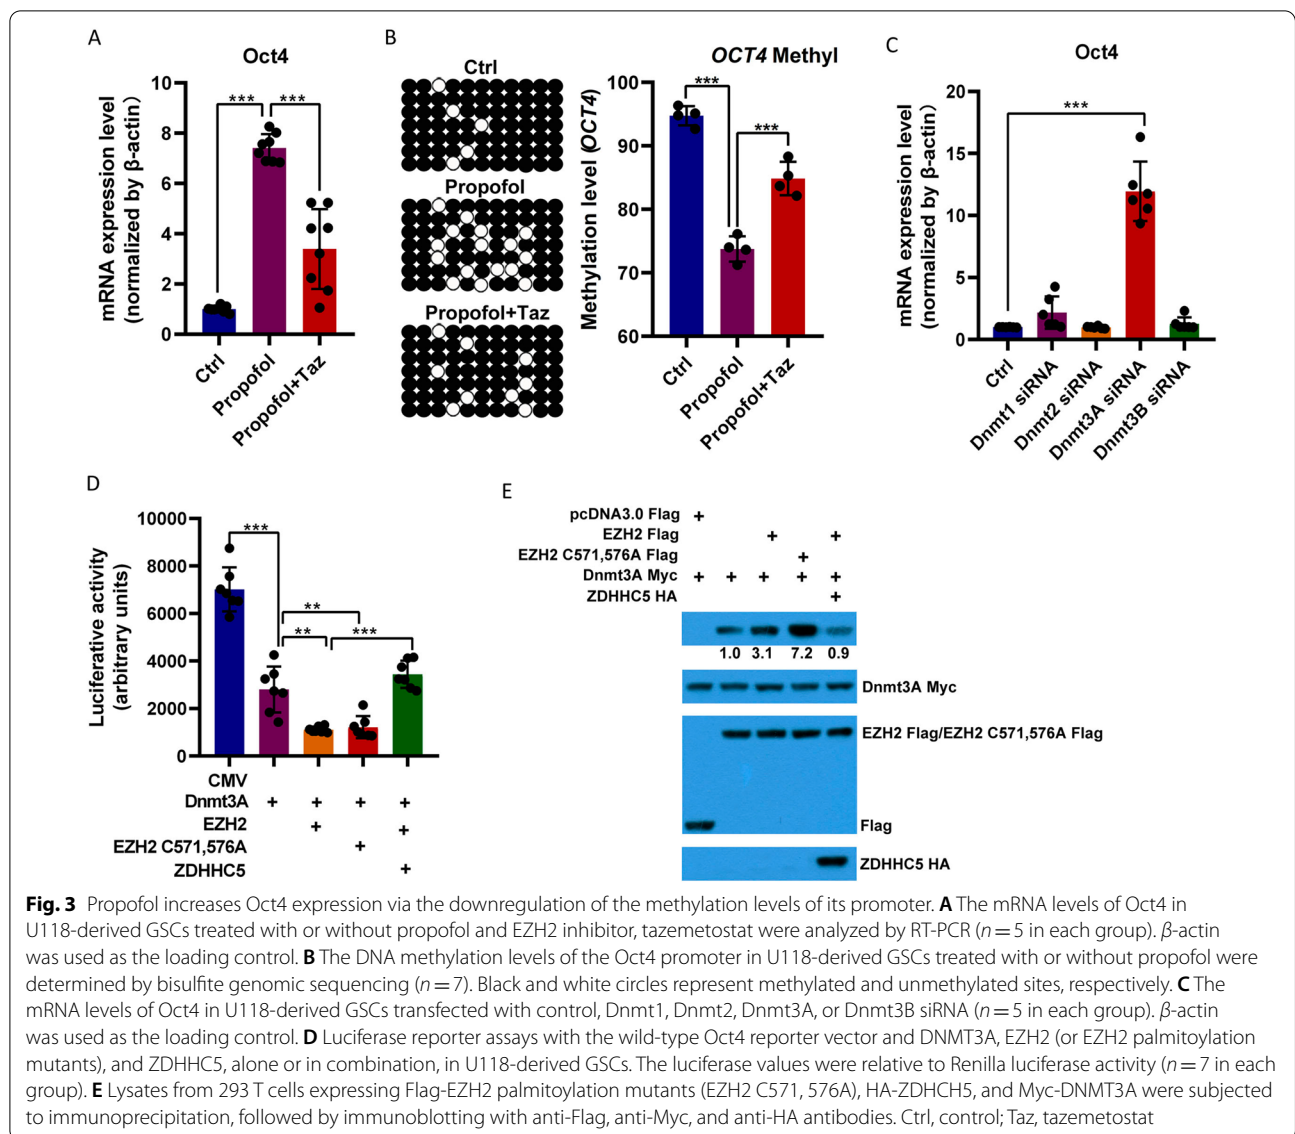 A
Oct4
mRNA expression level
(normalized by β-actin)
10
8
6
4
2
0
***
***
Ctrl
Propofol
Propofol+Taz
B
Ctrl
Propofol
Propofol+Taz
OCT4 Methyl
Methylation level (OCT4)
100
90
80
70
60
***
***
Ctrl
Propofol
Propofol+Taz
C
Oct4
mRNA expression level
(normalized by β-actin)
20
15
10
5
0
***
Ctrl
Dnmt1 siRNA
Dnmt2 siRNA
Dnmt3A siRNA
Dnmt3B siRNA
D
Luciferative activity
(arbitrary units)
10000
8000
6000
4000
2000
0
***
**
**
***
CMV
Dnmt3A + + + +
EZH2 + +
EZH2 C571,576A +
ZDHHC5 +
E
pcDNA3.0 Flag +
EZH2 Flag + +
EZH2 C571,576A Flag +
Dnmt3A Myc + + + + +
ZDHHC5 HA +
1.0 3.1 7.2 0.9
Dnmt3A Myc
EZH2 Flag/EZH2 C571,576A Flag
Flag
ZDHHC5 HA
Fig. 3 Propofol increases Oct4 expression via the downregulation of the methylation levels of its promoter. A The mRNA levels of Oct4 in
U118-derived GSCs treated with or without propofol and EZH2 inhibitor, tazemetostat were analyzed by RT-PCR (n = 5 in each group). β-actin
was used as the loading control. B The DNA methylation levels of the Oct4 promoter in U118-derived GSCs treated with or without propofol were
determined by bisulfite genomic sequencing (n = 7). Black and white circles represent methylated and unmethylated sites, respectively. C The
mRNA levels of Oct4 in U118-derived GSCs transfected with control, Dnmt1, Dnmt2, Dnmt3A, or Dnmt3B siRNA (n = 5 in each group). β-actin
was used as the loading control. D Luciferase reporter assays with the wild-type Oct4 reporter vector and DNMT3A, EZH2 (or EZH2 palmitoylation
mutants), and ZDHHC5, alone or in combination, in U118-derived GSCs. The luciferase values were relative to Renilla luciferase activity (n = 7 in each
group). E Lysates from 293 T cells expressing Flag-EZH2 palmitoylation mutants (EZH2 C571, 576A), HA-ZDHCH5, and Myc-DNMT3A were subjected
to immunoprecipitation, followed by immunoblotting with anti-Flag, anti-Myc, and anti-HA antibodies. Ctrl, control; Taz, tazemetostat